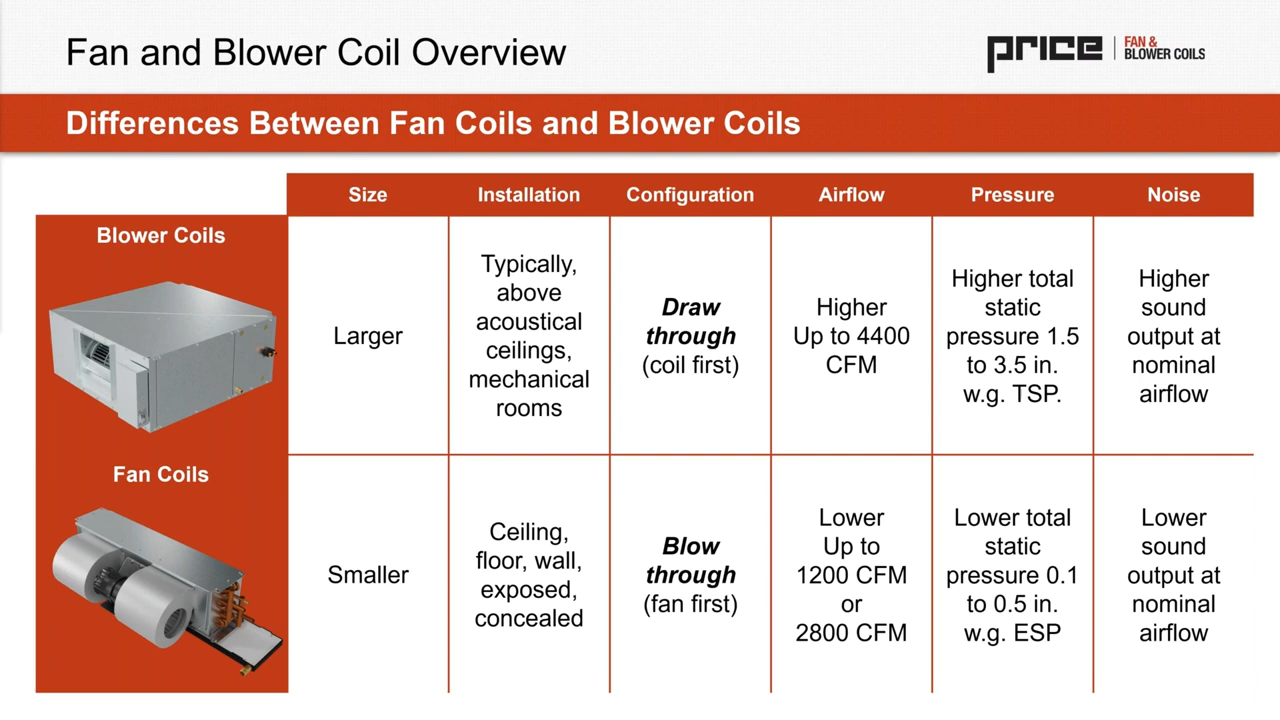 Fan and Blower Coil Overview
price
FAN &
BLOWER COILS
Differences Between Fan Coils and Blower Coils
Size
Installation
Configuration
Airflow
Pressure
Noise
Blower Coils
Larger
Typically,
above
acoustical
ceilings,
mechanical
rooms
Draw
through
(coil first)
Higher
Up to 4400
CFM
Higher total
static
pressure 1.5
to 3.5 in.
w.g. TSP.
Higher
sound
output at
nominal
airflow
Fan Coils
Smaller
Ceiling,
floor, wall,
exposed,
concealed
Blow
through
(fan first)
Lower
Up to
1200 CFM
or
2800 CFM
Lower total
static
pressure 0.1
to 0.5 in.
w.g. ESP
Lower
sound
output at
nominal
airflow